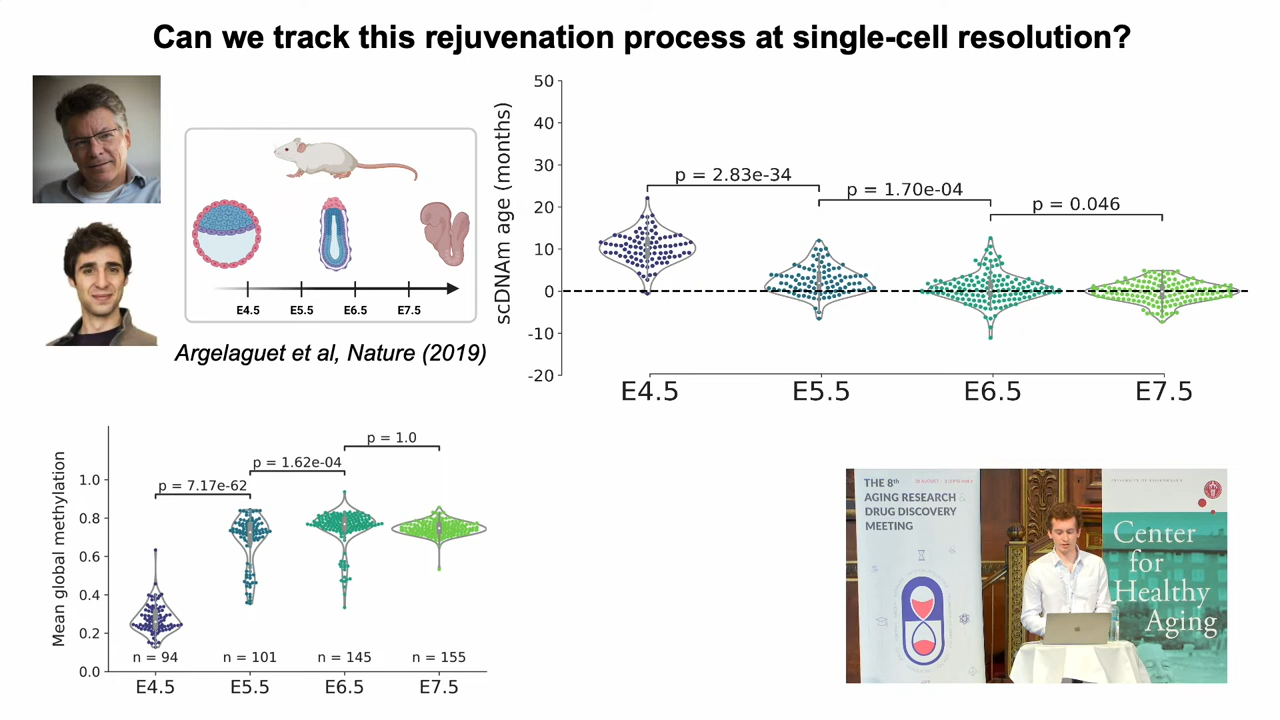 Can we track this rejuvenation process at single-cell resolution?
E4.5 E5.5 E6.5 E7.5
Argelaguet et al, Nature (2019)
scDNAm age (months)
50
40
30
20
10
0
-10
-20
p = 2.83e-34
p = 1.70e-04
p = 0.046
E4.5 E5.5 E6.5 E7.5
Mean global methylation
1.0
0.8
0.6
0.4
0.2
0.0
p = 7.17e-62
p = 1.62e-04
p = 1.0
n = 94 n = 101 n = 145 n = 155
E4.5 E5.5 E6.5 E7.5
THE 8th
AGING RESEARCH &
DRUG DISCOVERY
MEETING
Center
for
Healthy
Aging